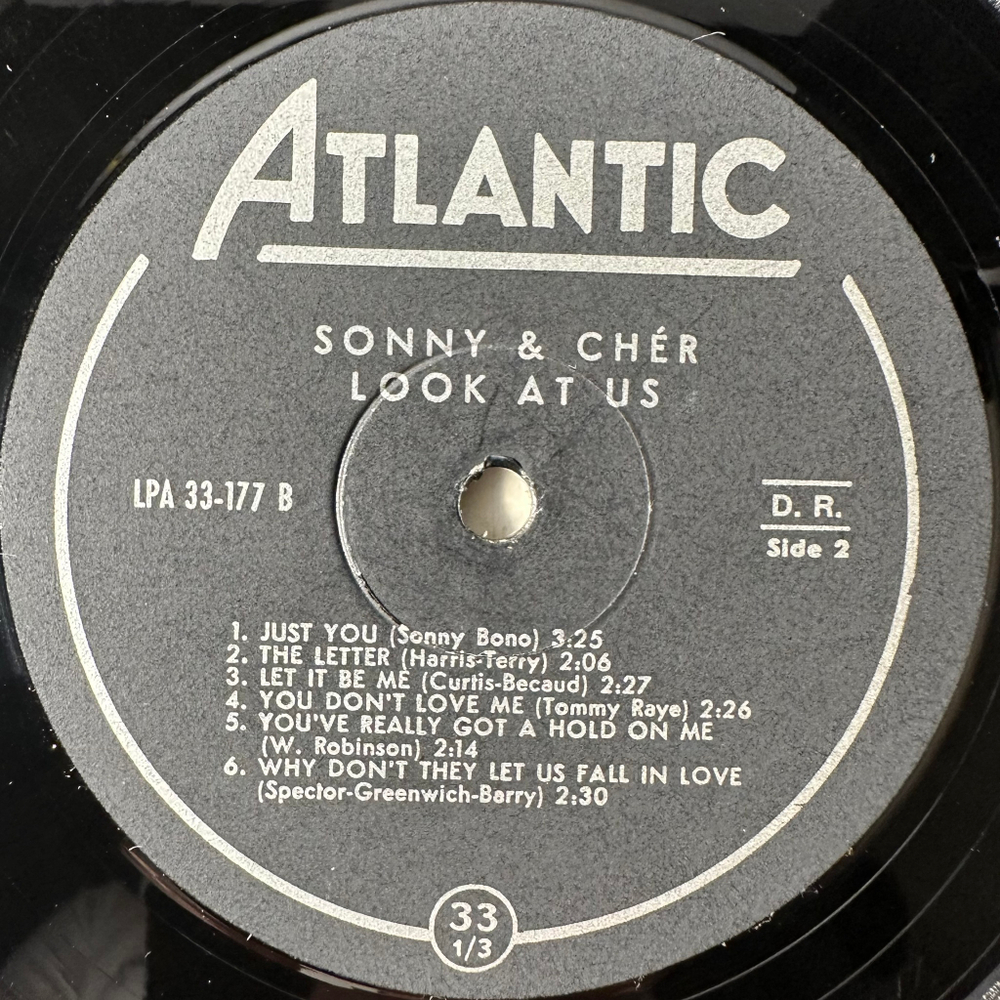 ATLANTIC
SONNY & CHÉR
LOOK AT US
LPA 33-177 B
D. R.
Side 2
1. JUST YOU (Sonny Bono) 3:25
2. THE LETTER (Harris-Terry) 2:06
3. LET IT BE ME (Curtis-Becaud) 2:27
4. YOU DON'T LOVE ME (Tommy Raye) 2:26
5. YOU'VE REALLY GOT A HOLD ON ME
(W. Robinson) 2:14
6. WHY DON'T THEY LET US FALL IN LOVE
(Spector-Greenwich-Barry) 2:30
33
1/3